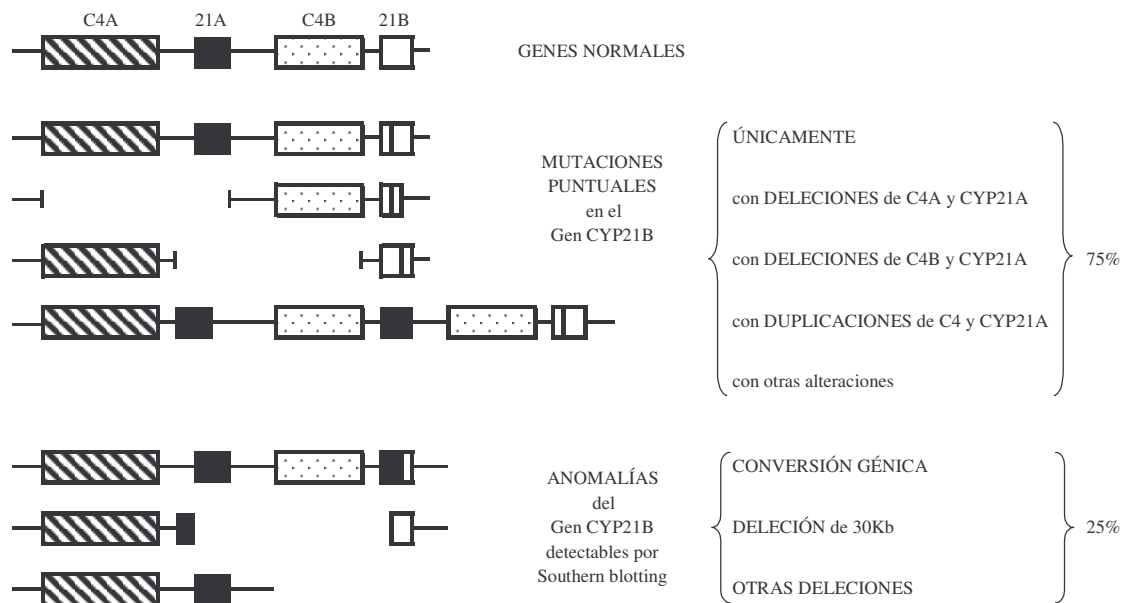 C4A 21A C4B 21B
GENES NORMALES
MUTACIONES
PUNTUALES
en el
Gen CYP21B
ÚNICAMENTE
con DELECIONES de C4A y CYP21A
con DELECIONES de C4B y CYP21A
con DUPLICACIONES de C4 y CYP21A
con otras alteraciones
75%
ANOMALÍAS
del
Gen CYP21B
detectables por
Southern blotting
CONVERSIÓN GÉNICA
DELECIÓN de 30Kb
OTRAS DELECIONES
25%